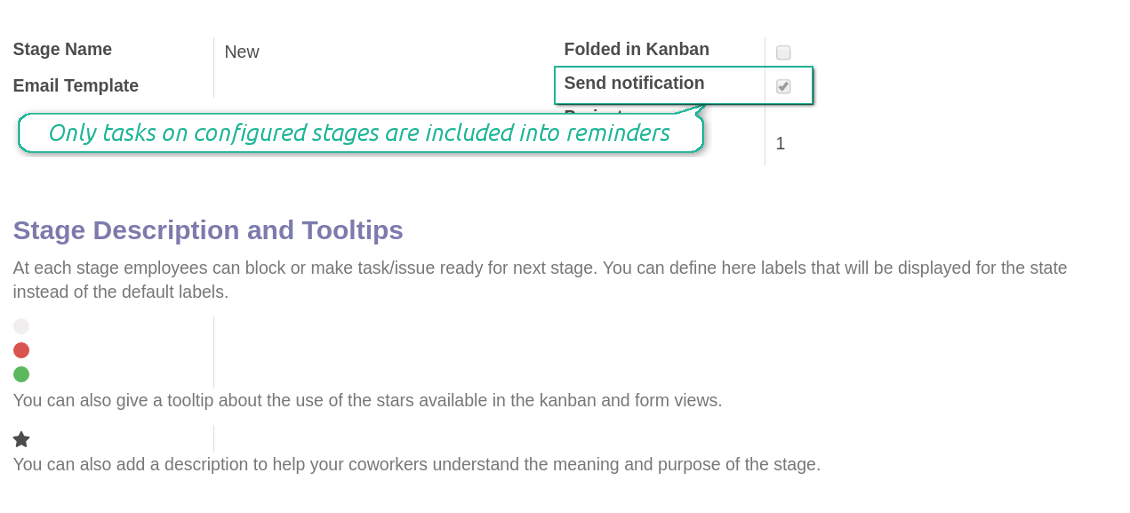 Stage Name
New
Folded in Kanban
Email Template
Send notification
Only tasks on configured stages are included into reminders
1
Stage Description and Tooltips
At each stage employees can block or make task/issue ready for next stage. You can define here labels that will be displayed for the state
instead of the default labels.
You can also give a tooltip about the use of the stars available in the kanban and form views.
You can also add a description to help your coworkers understand the meaning and purpose of the stage.